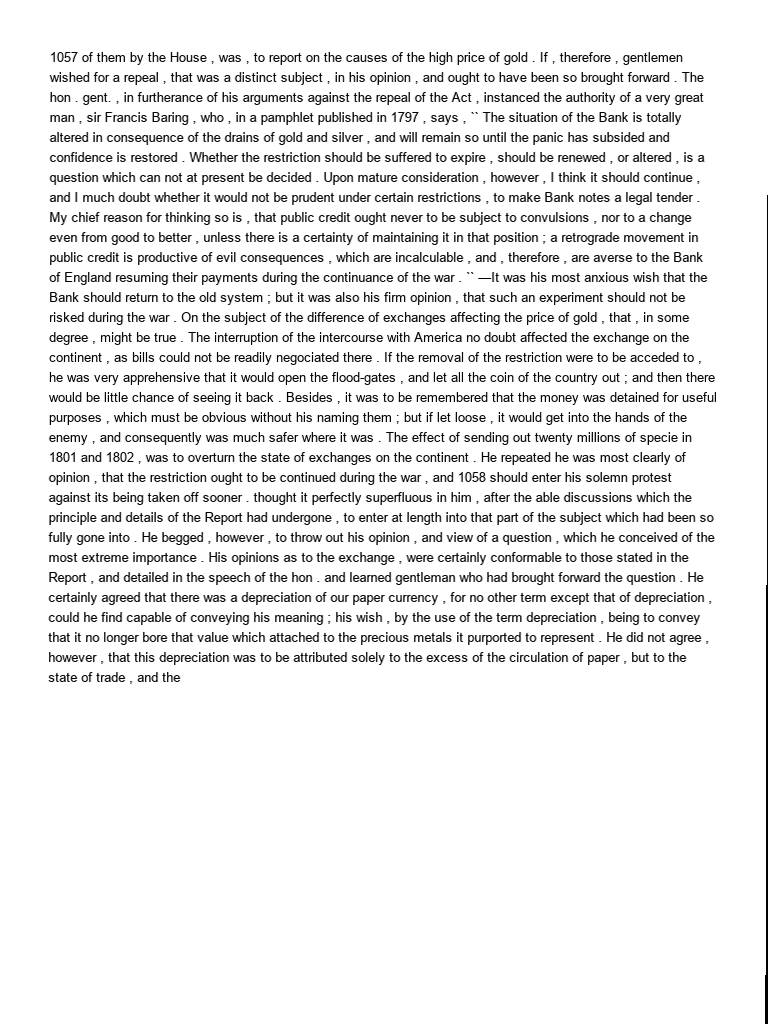 1057 of them by the House , was , to report on the causes of the high price of gold . If , therefore , gentlemen
wished for a repeal , that was a distinct subject , in his opinion , and ought to have been so brought forward . The
hon . gent. , in furtherance of his arguments against the repeal of the Act , instanced the authority of a very great
man , sir Francis Baring , who , in a pamphlet published in 1797 , says , `` The situation of the Bank is totally
altered in consequence of the drains of gold and silver , and will remain so until the panic has subsided and
confidence is restored . Whether the restriction should be suffered to expire , should be renewed , or altered , is a
question which can not at present be decided . Upon mature consideration , however , I think it should continue ,
and I much doubt whether it would not be prudent under certain restrictions , to make Bank notes a legal tender .
My chief reason for thinking so is , that public credit ought never to be subject to convulsions , nor to a change
even from good to better , unless there is a certainty of maintaining it in that position ; a retrograde movement in
public credit is productive of evil consequences , which are incalculable , and , therefore , are averse to the Bank
of England resuming their payments during the continuance of the war . `` —It was his most anxious wish that the
Bank should return to the old system ; but it was also his firm opinion , that such an experiment should not be
risked during the war . On the subject of the difference of exchanges affecting the price of gold , that , in some
degree , might be true . The interruption of the intercourse with America no doubt affected the exchange on the
continent , as bills could not be readily negociated there . If the removal of the restriction were to be acceded to ,
he was very apprehensive that it would open the flood-gates , and let all the coin of the country out ; and then there
would be little chance of seeing it back . Besides , it was to be remembered that the money was detained for useful
purposes , which must be obvious without his naming them ; but if let loose , it would get into the hands of the
enemy , and consequently was much safer where it was . The effect of sending out twenty millions of specie in
1801 and 1802 , was to overturn the state of exchanges on the continent . He repeated he was most clearly of
opinion , that the restriction ought to be continued during the war , and 1058 should enter his solemn protest
against its being taken off sooner . thought it perfectly superfluous in him , after the able discussions which the
principle and details of the Report had undergone , to enter at length into that part of the subject which had been so
fully gone into . He begged , however , to throw out his opinion , and view of a question , which he conceived of the
most extreme importance . His opinions as to the exchange , were certainly conformable to those stated in the
Report , and detailed in the speech of the hon . and learned gentleman who had brought forward the question . He
certainly agreed that there was a depreciation of our paper currency , for no other term except that of depreciation ,
could he find capable of conveying his meaning ; his wish , by the use of the term depreciation , being to convey
that it no longer bore that value which attached to the precious metals it purported to represent . He did not agree ,
however , that this depreciation was to be attributed solely to the excess of the circulation of paper , but to the
state of trade , and the